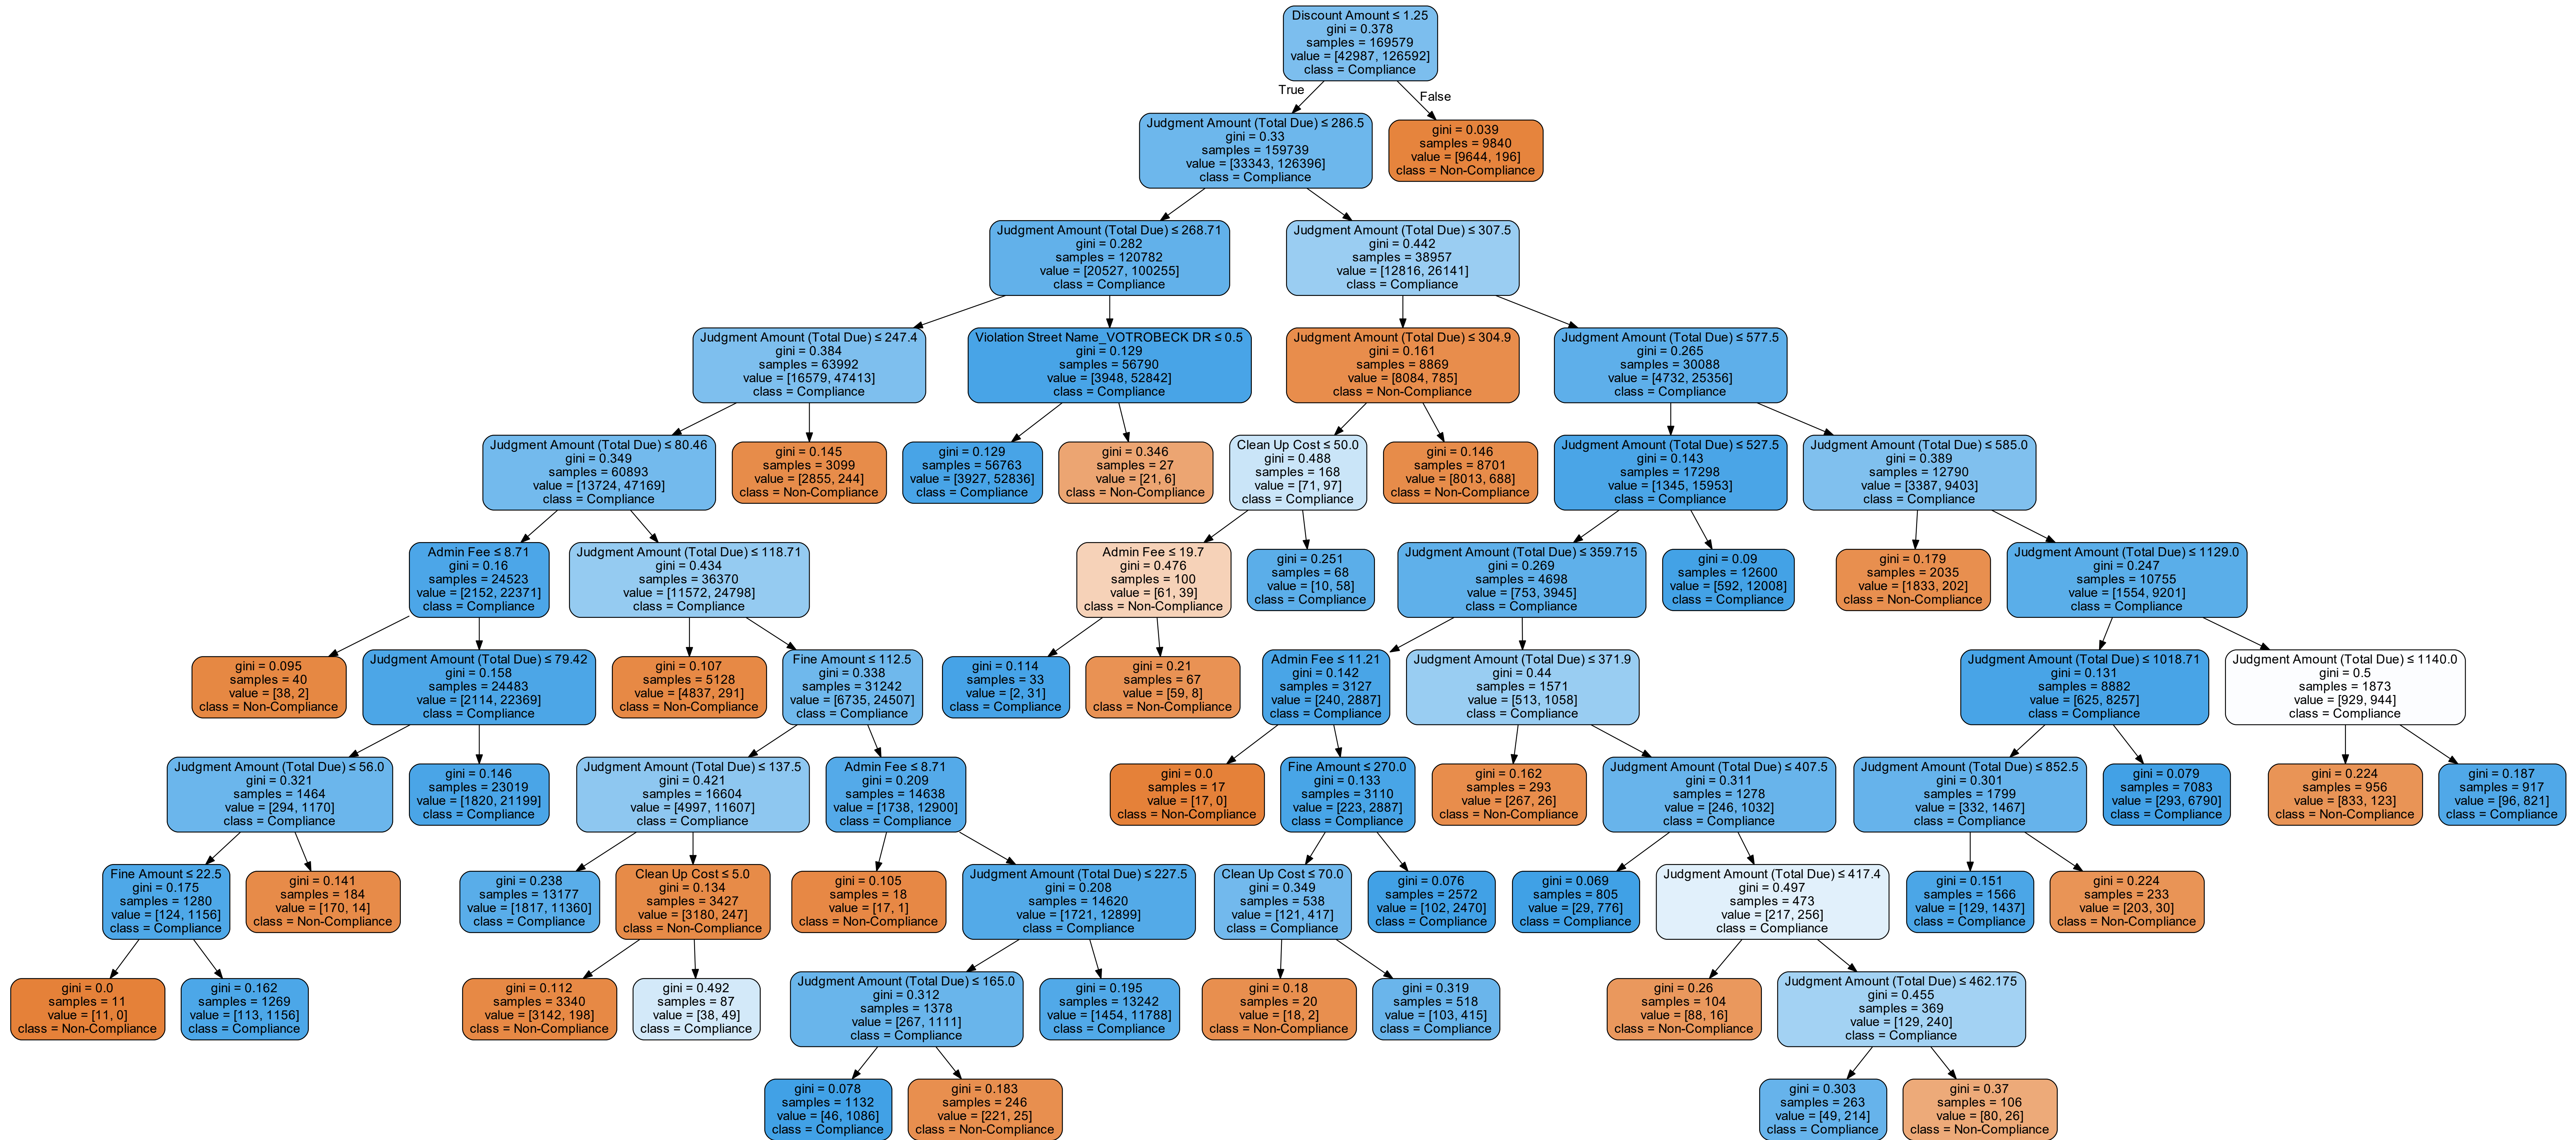 Discount Amount ≤ 1.25
gini = 0.378
samples = 169579
value = [42987, 126592]
class = Compliance
True
False
Judgment Amount (Total Due) ≤ 286.5
gini = 0.33
samples = 159739
value = [33343, 126396]
class = Compliance
gini = 0.039
samples = 9840
value = [9644, 196]
class = Non-Compliance
Judgment Amount (Total Due) ≤ 268.71
gini = 0.282
samples = 120782
value = [20527, 100255]
class = Compliance
Judgment Amount (Total Due) ≤ 307.5
gini = 0.442
samples = 38957
value = [12816, 26141]
class = Compliance
Judgment Amount (Total Due) ≤ 247.4
gini = 0.384
samples = 63992
value = [16579, 47413]
class = Compliance
Violation Street Name_VOTROBECK DR ≤ 0.5
gini = 0.129
samples = 56790
value = [3948, 52842]
class = Compliance
Judgment Amount (Total Due) ≤ 304.9
gini = 0.161
samples = 8869
value = [8084, 785]
class = Non-Compliance
Judgment Amount (Total Due) ≤ 577.5
gini = 0.265
samples = 30088
value = [4732, 25356]
class = Compliance
Judgment Amount (Total Due) ≤ 80.46
gini = 0.349
samples = 60893
value = [13724, 47169]
class = Compliance
gini = 0.145
samples = 3099
value = [2855, 244]
class = Non-Compliance
gini = 0.129
samples = 56763
value = [3927, 52836]
class = Compliance
gini = 0.346
samples = 27
value = [21, 6]
class = Non-Compliance
Clean Up Cost ≤ 50.0
gini = 0.488
samples = 168
value = [71, 97]
class = Compliance
gini = 0.146
samples = 8701
value = [8013, 688]
class = Non-Compliance
Judgment Amount (Total Due) ≤ 527.5
gini = 0.143
samples = 17298
value = [1345, 15953]
class = Compliance
Judgment Amount (Total Due) ≤ 585.0
gini = 0.389
samples = 12790
value = [3387, 9403]
class = Compliance
Admin Fee ≤ 8.71
gini = 0.16
samples = 24523
value = [2152, 22371]
class = Compliance
Judgment Amount (Total Due) ≤ 118.71
gini = 0.434
samples = 36370
value = [11572, 24798]
class = Compliance
Admin Fee ≤ 19.7
gini = 0.476
samples = 100
value = [61, 39]
class = Non-Compliance
gini = 0.251
samples = 68
value = [10, 58]
class = Compliance
Judgment Amount (Total Due) ≤ 359.715
gini = 0.269
samples = 4698
value = [753, 3945]
class = Compliance
gini = 0.09
samples = 12600
value = [592, 12008]
class = Compliance
gini = 0.179
samples = 2035
value = [1833, 202]
class = Non-Compliance
Judgment Amount (Total Due) ≤ 1129.0
gini = 0.247
samples = 10755
value = [1554, 9201]
class = Compliance
gini = 0.095
samples = 40
value = [38, 2]
class = Non-Compliance
Judgment Amount (Total Due) ≤ 79.42
gini = 0.158
samples = 24483
value = [2114, 22369]
class = Compliance
gini = 0.107
samples = 5128
value = [4837, 291]
class = Non-Compliance
Fine Amount ≤ 112.5
gini = 0.338
samples = 31242
value = [6735, 24507]
class = Compliance
gini = 0.114
samples = 33
value = [2, 31]
class = Compliance
gini = 0.21
samples = 67
value = [59, 8]
class = Non-Compliance
Admin Fee ≤ 11.21
gini = 0.142
samples = 3127
value = [240, 2887]
class = Compliance
Judgment Amount (Total Due) ≤ 371.9
gini = 0.44
samples = 1571
value = [513, 1058]
class = Compliance
Judgment Amount (Total Due) ≤ 1018.71
gini = 0.131
samples = 8882
value = [625, 8257]
class = Compliance
Judgment Amount (Total Due) ≤ 1140.0
gini = 0.5
samples = 1873
value = [929, 944]
class = Compliance
Judgment Amount (Total Due) ≤ 56.0
gini = 0.321
samples = 1464
value = [294, 1170]
class = Compliance
gini = 0.146
samples = 23019
value = [1820, 21199]
class = Compliance
Judgment Amount (Total Due) ≤ 137.5
gini = 0.421
samples = 16604
value = [4997, 11607]
class = Compliance
Admin Fee ≤ 8.71
gini = 0.209
samples = 14638
value = [1738, 12900]
class = Compliance
gini = 0.0
samples = 17
value = [17, 0]
class = Non-Compliance
Fine Amount ≤ 270.0
gini = 0.133
samples = 3110
value = [223, 2887]
class = Compliance
gini = 0.162
samples = 293
value = [267, 26]
class = Non-Compliance
Judgment Amount (Total Due) ≤ 407.5
gini = 0.311
samples = 1278
value = [246, 1032]
class = Compliance
Judgment Amount (Total Due) ≤ 852.5
gini = 0.301
samples = 1799
value = [332, 1467]
class = Compliance
gini = 0.079
samples = 7083
value = [293, 6790]
class = Compliance
gini = 0.224
samples = 956
value = [833, 123]
class = Non-Compliance
gini = 0.187
samples = 917
value = [96, 821]
class = Compliance
Fine Amount ≤ 22.5
gini = 0.175
samples = 1280
value = [124, 1156]
class = Compliance
gini = 0.141
samples = 184
value = [170, 14]
class = Non-Compliance
gini = 0.238
samples = 13177
value = [1817, 11360]
class = Compliance
Clean Up Cost ≤ 5.0
gini = 0.134
samples = 3427
value = [3180, 247]
class = Non-Compliance
gini = 0.105
samples = 18
value = [17, 1]
class = Non-Compliance
Judgment Amount (Total Due) ≤ 227.5
gini = 0.208
samples = 14620
value = [1721, 12899]
class = Compliance
Clean Up Cost ≤ 70.0
gini = 0.349
samples = 538
value = [121, 417]
class = Compliance
gini = 0.076
samples = 2572
value = [102, 2470]
class = Compliance
gini = 0.069
samples = 805
value = [29, 776]
class = Compliance
Judgment Amount (Total Due) ≤ 417.4
gini = 0.497
samples = 473
value = [217, 256]
class = Compliance
gini = 0.151
samples = 1566
value = [129, 1437]
class = Compliance
gini = 0.224
samples = 233
value = [203, 30]
class = Non-Compliance
gini = 0.0
samples = 11
value = [11, 0]
class = Non-Compliance
gini = 0.162
samples = 1269
value = [113, 1156]
class = Compliance
gini = 0.112
samples = 3340
value = [3142, 198]
class = Non-Compliance
gini = 0.492
samples = 87
value = [38, 49]
class = Compliance
Judgment Amount (Total Due) ≤ 165.0
gini = 0.312
samples = 1378
value = [267, 1111]
class = Compliance
gini = 0.195
samples = 13242
value = [1454, 11788]
class = Compliance
gini = 0.18
samples = 20
value = [18, 2]
class = Non-Compliance
gini = 0.319
samples = 518
value = [103, 415]
class = Compliance
gini = 0.26
samples = 104
value = [88, 16]
class = Non-Compliance
Judgment Amount (Total Due) ≤ 462.175
gini = 0.455
samples = 369
value = [129, 240]
class = Compliance
gini = 0.078
samples = 1132
value = [46, 1086]
class = Compliance
gini = 0.183
samples = 246
value = [221, 25]
class = Non-Compliance
gini = 0.303
samples = 263
value = [49, 214]
class = Compliance
gini = 0.37
samples = 106
value = [80, 26]
class = Non-Compliance